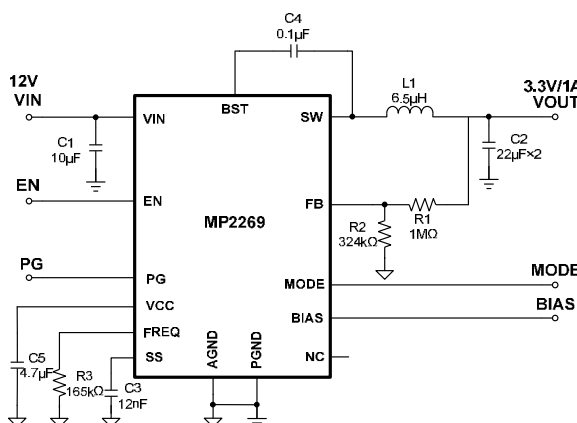 C4
0.1µF
12V
VIN
BST
L1
6.5µH
3.3V/1A
VOUT
VIN
SW
C1
10µF
C2
22µF×2
EN
EN
FB
R1
1MΩ
R2
324kΩ
MP2269
PG
PG
MODE
MODE
VCC
BIAS
BIAS
FREQ
SS
NC
AGND
PGND
C5
4.7µF
R3
165kΩ
C3
12nF